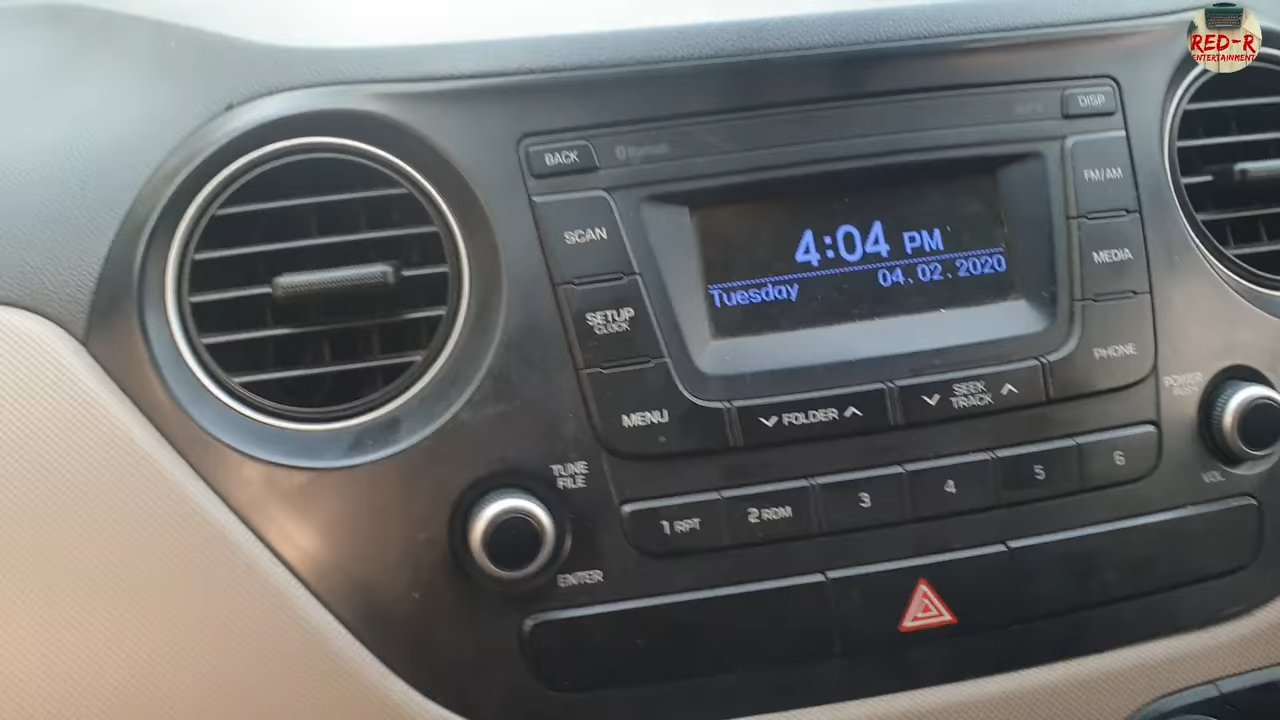 RED-R
ENTERTAINMENT
DISP
BACK
FM/AM
SCAN
4:04 PM
MEDIA
Tuesday 04.02.2020
SETUP
CLOCK
PHONE
MENU
FOLDER
SEEK
TRACK
POWER
TUNE
FILE
1 RPT
2 RDM
3
4
5
6
VOL
ENTER